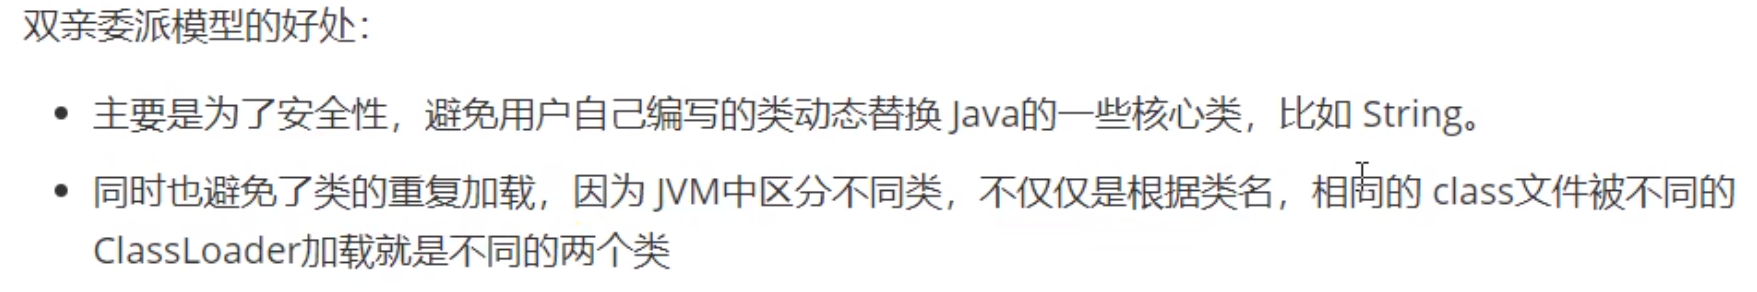 双亲委派模型的好处：
• 主要是为了安全性，避免用户自己编写的类动态替换 Java的一些核心类，比如 String。
• 同时也避免了类的重复加载，因为 JVM中区分不同类，不仅仅是根据类名，相同的 class文件被不同的
ClassLoader加载就是不同的两个类